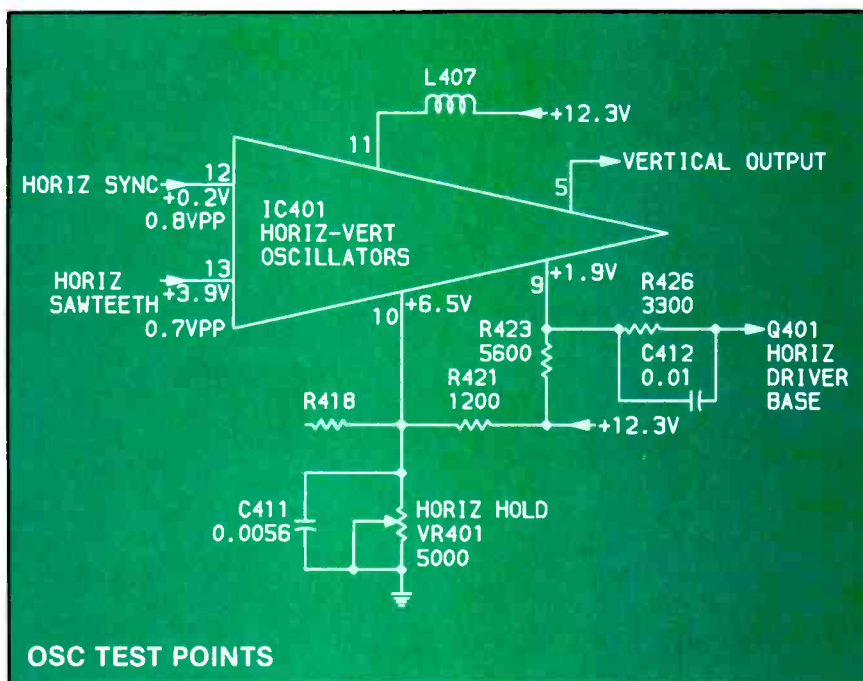 L407
+12.3V
11
VERTICAL OUTPUT
5
HORIZ SYNC
12
+0.2V
0.8VPP
IC401
HORIZ-VERT
OSCILLATORS
HORIZ
SAWTEETH
13
+3.9V
0.7VPP
10
+6.5V
9
+1.9V
R426
3300
R423
5600
C412
0.01
Q401
HORIZ
DRIVER
BASE
R421
1200
R418
+12.3V
C411
0.0056
HORIZ HOLD
VR401
5000
OSC TEST POINTS